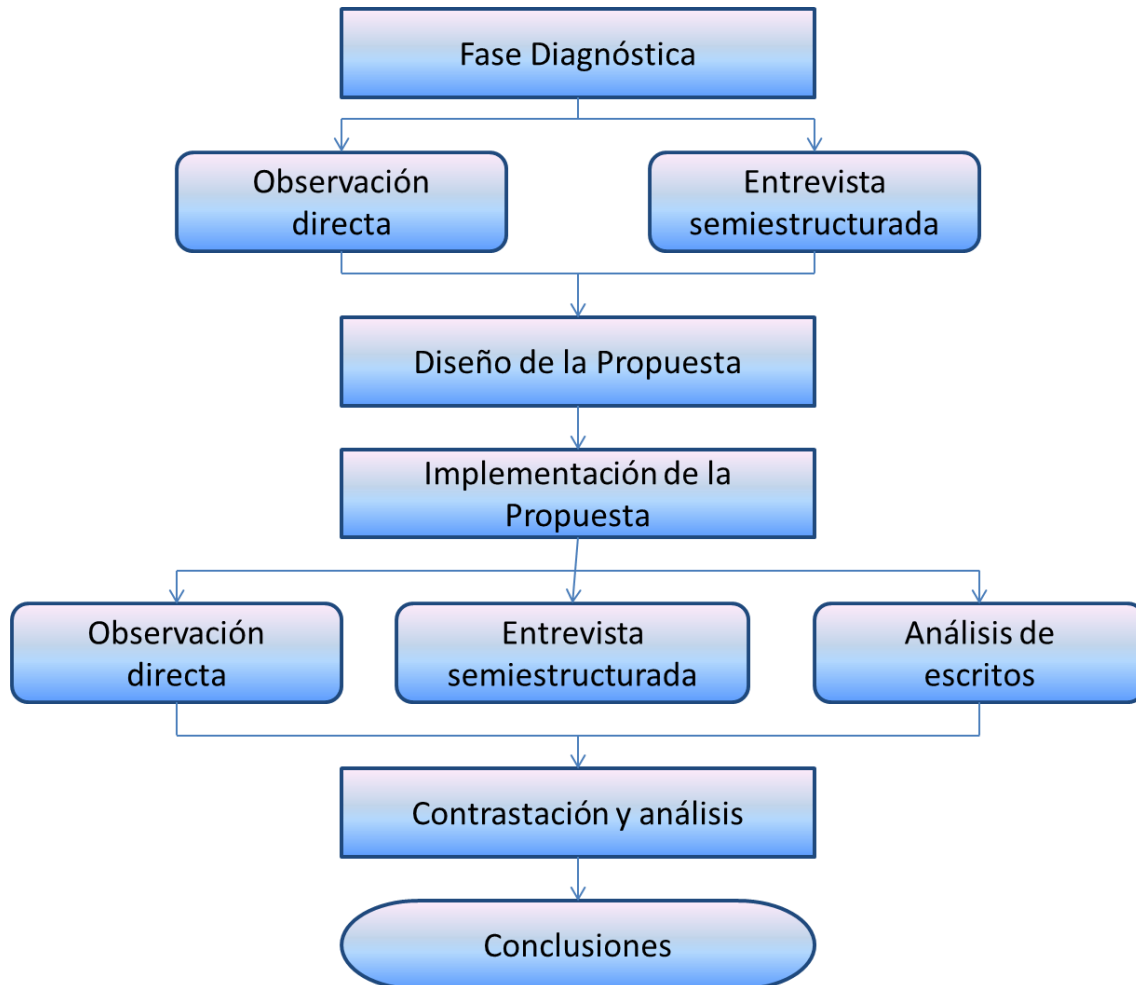 Fase Diagnóstica
Observación
directa
Entrevista
semiestructurada
Diseño de la Propuesta
Implementación de la
Propuesta
Observación
directa
Entrevista
semiestructurada
Análisis de
escritos
Contrastación y análisis
Conclusiones